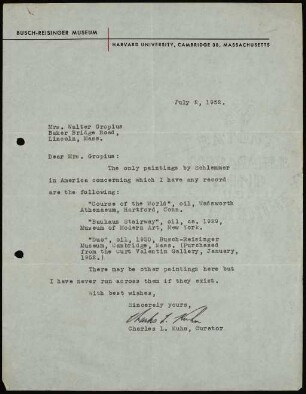 BUSCH-REISINGER MUSEUM
HARVARD UNIVERSITY, CAMBRIDGE 38, MASSACHUSETTS
July 8, 1952.
Mrs. Walter Gropius
Baker Bridge Road,
Lincoln, Mass.
Dear Mrs. Gropius:
The only paintings by Schlemmer
in America concerning which I have any record
are the following:
"Course of the World", oil, Wadsworth
Athenaeum, Hartford, Conn.
"Bauhaus Stairway", oil, ca. 1929,
Museum of Modern Art, New York.
oil, 1929, Busch-Reisinger
Museum, Cambridge, Mass. (Purchased
from the Curt Valentin Gallery, January,
1952.)
There may be other paintings here but
I have never run across them if they exist.
With best wishes,
Sincerely yours,
Charles L. Kuhn
Charles L. Kuhn, Curator